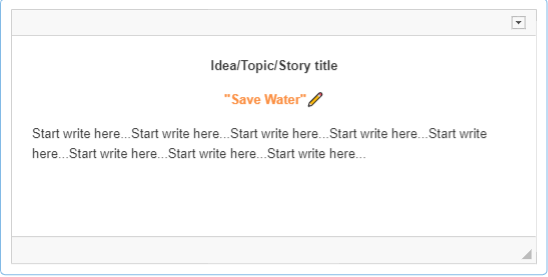 Idea/Topic/Story title
"Save Water"
Start write here...Start write here...Start write here...Start write here...Start write
here...Start write here...Start write here...Start write here...